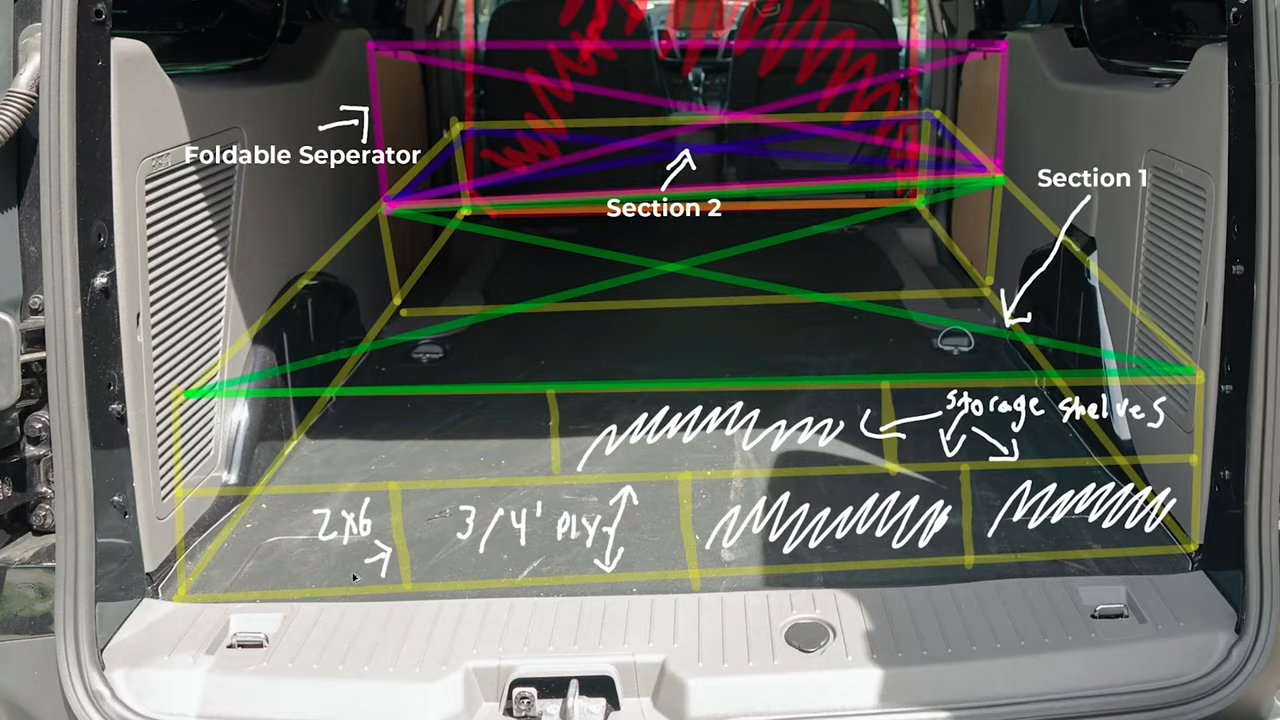 Foldable Seperator
Section 1
Section 2
Storage shelves
2x6
3/4' PLY